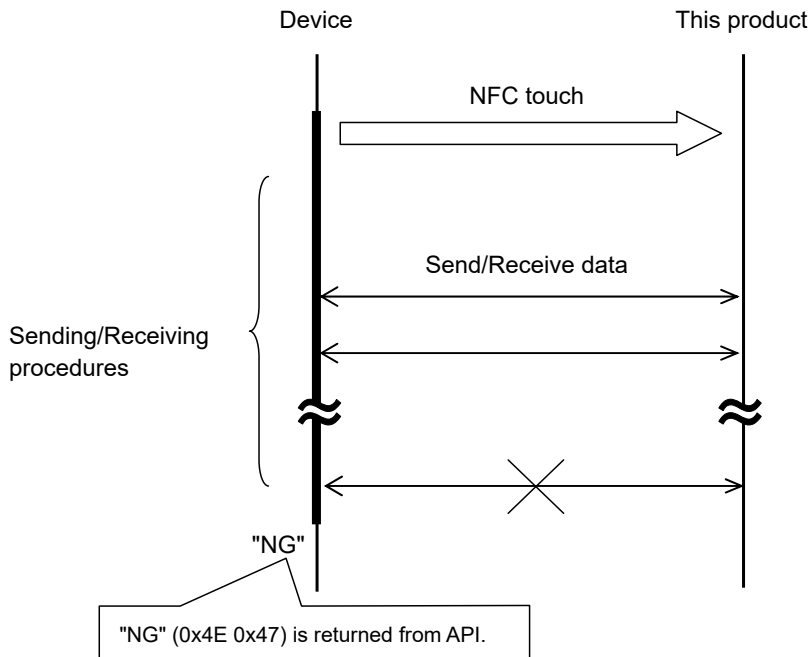 Device
This product
NFC touch
Send/Receive data
Sending/Receiving
procedures
"NG"
"NG" (0x4E 0x47) is returned from API.